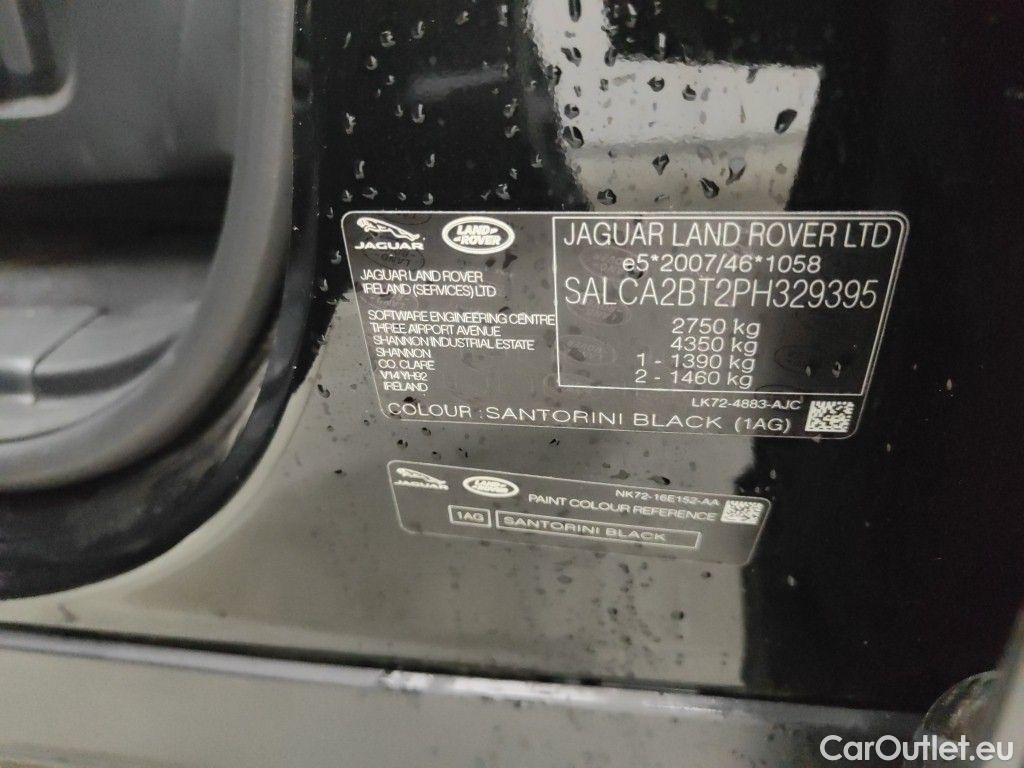 JAGUAR
LAND ROVER
JAGUAR LAND ROVER
IRELAND (SERVICES) LTD
SOFTWARE ENGINEERING CENTRE
THREE AIRPORT AVENUE
SHANNON INDUSTRIAL ESTATE
SHANNON
CO. CLARE
V14 YH92
IRELAND
JAGUAR LAND ROVER LTD
e5*2007/46*1058
SALCA2BT2PH329395
2750 kg
4350 kg
1 - 1390 kg
2 - 1460 kg
LK72-4883-AJC
COLOUR : SANTORINI BLACK (1AG)
JAGUAR
LAND ROVER
NK72-16E152-AA
PAINT COLOUR REFERENCE
1AG SANTORINI BLACK
CarOutlet.eu